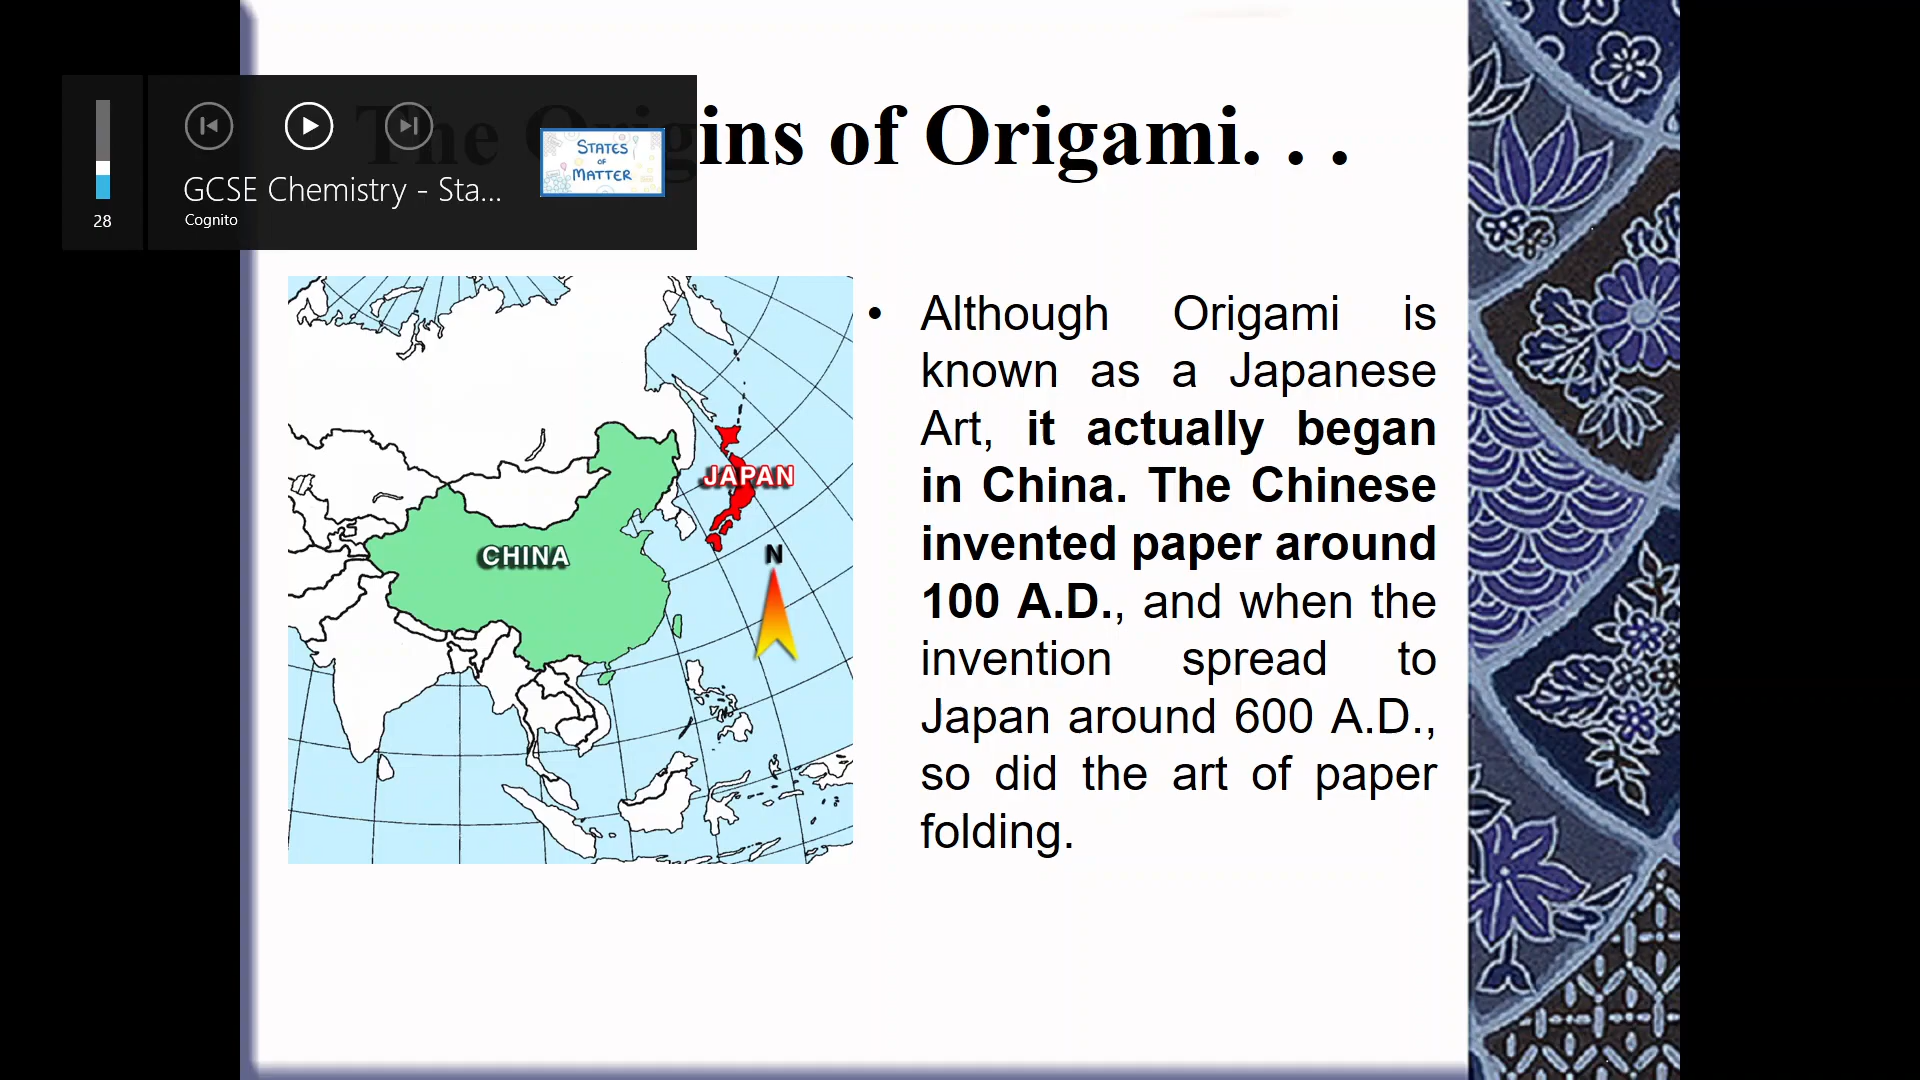 The Origins of Origami. . .
28
GCSE Chemistry - Sta...
Cognito
STATES
OF
MATTER
JAPAN
CHINA
N
• Although Origami is
known as a Japanese
Art, it actually began
in China. The Chinese
invented paper around
100 A.D., and when the
invention spread to
Japan around 600 A.D.,
so did the art of paper
folding.